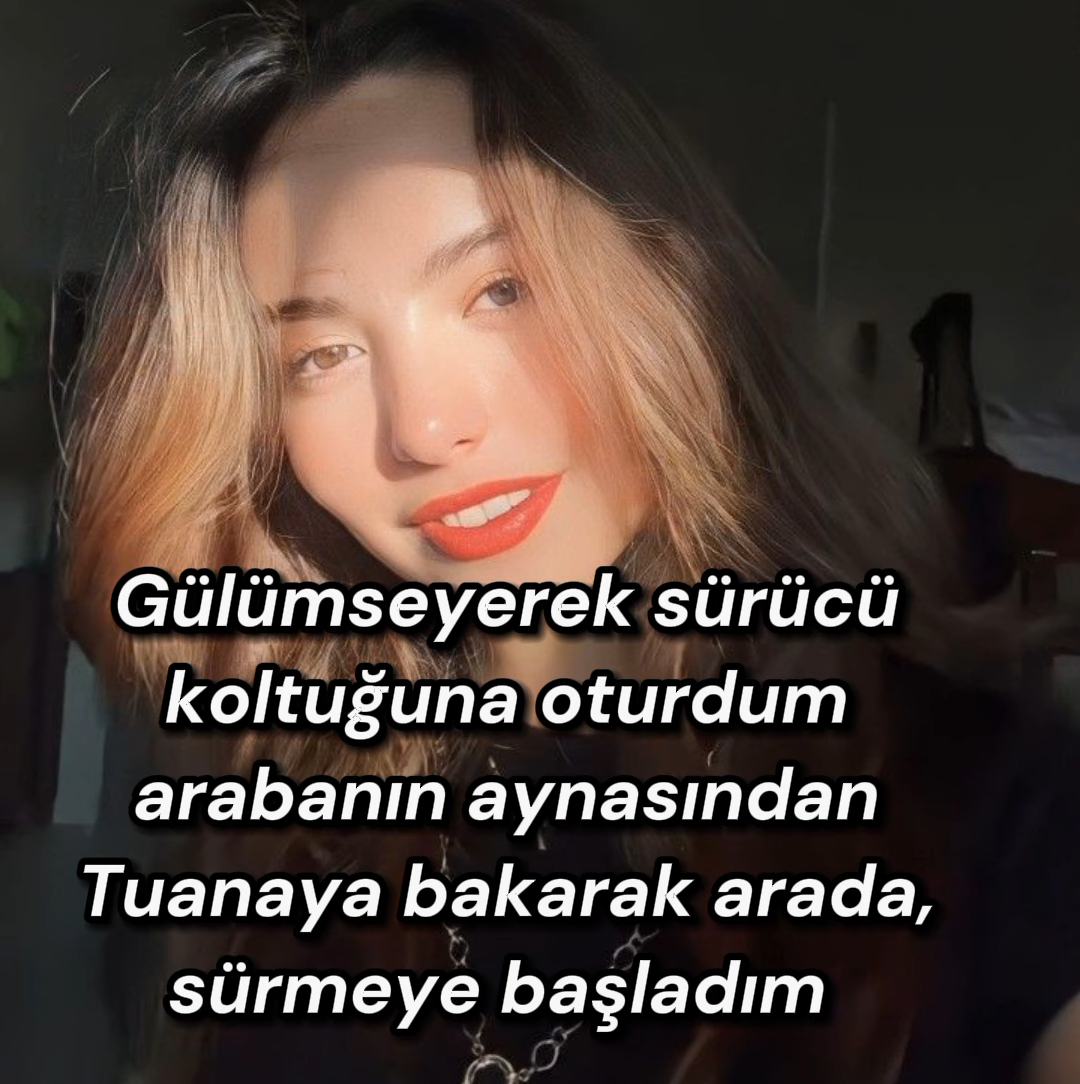 Gülümseyerek sürücü
koltuğuna oturdum
arabanın aynasından
Tuanaya bakarak arada,
sürmeye başladım